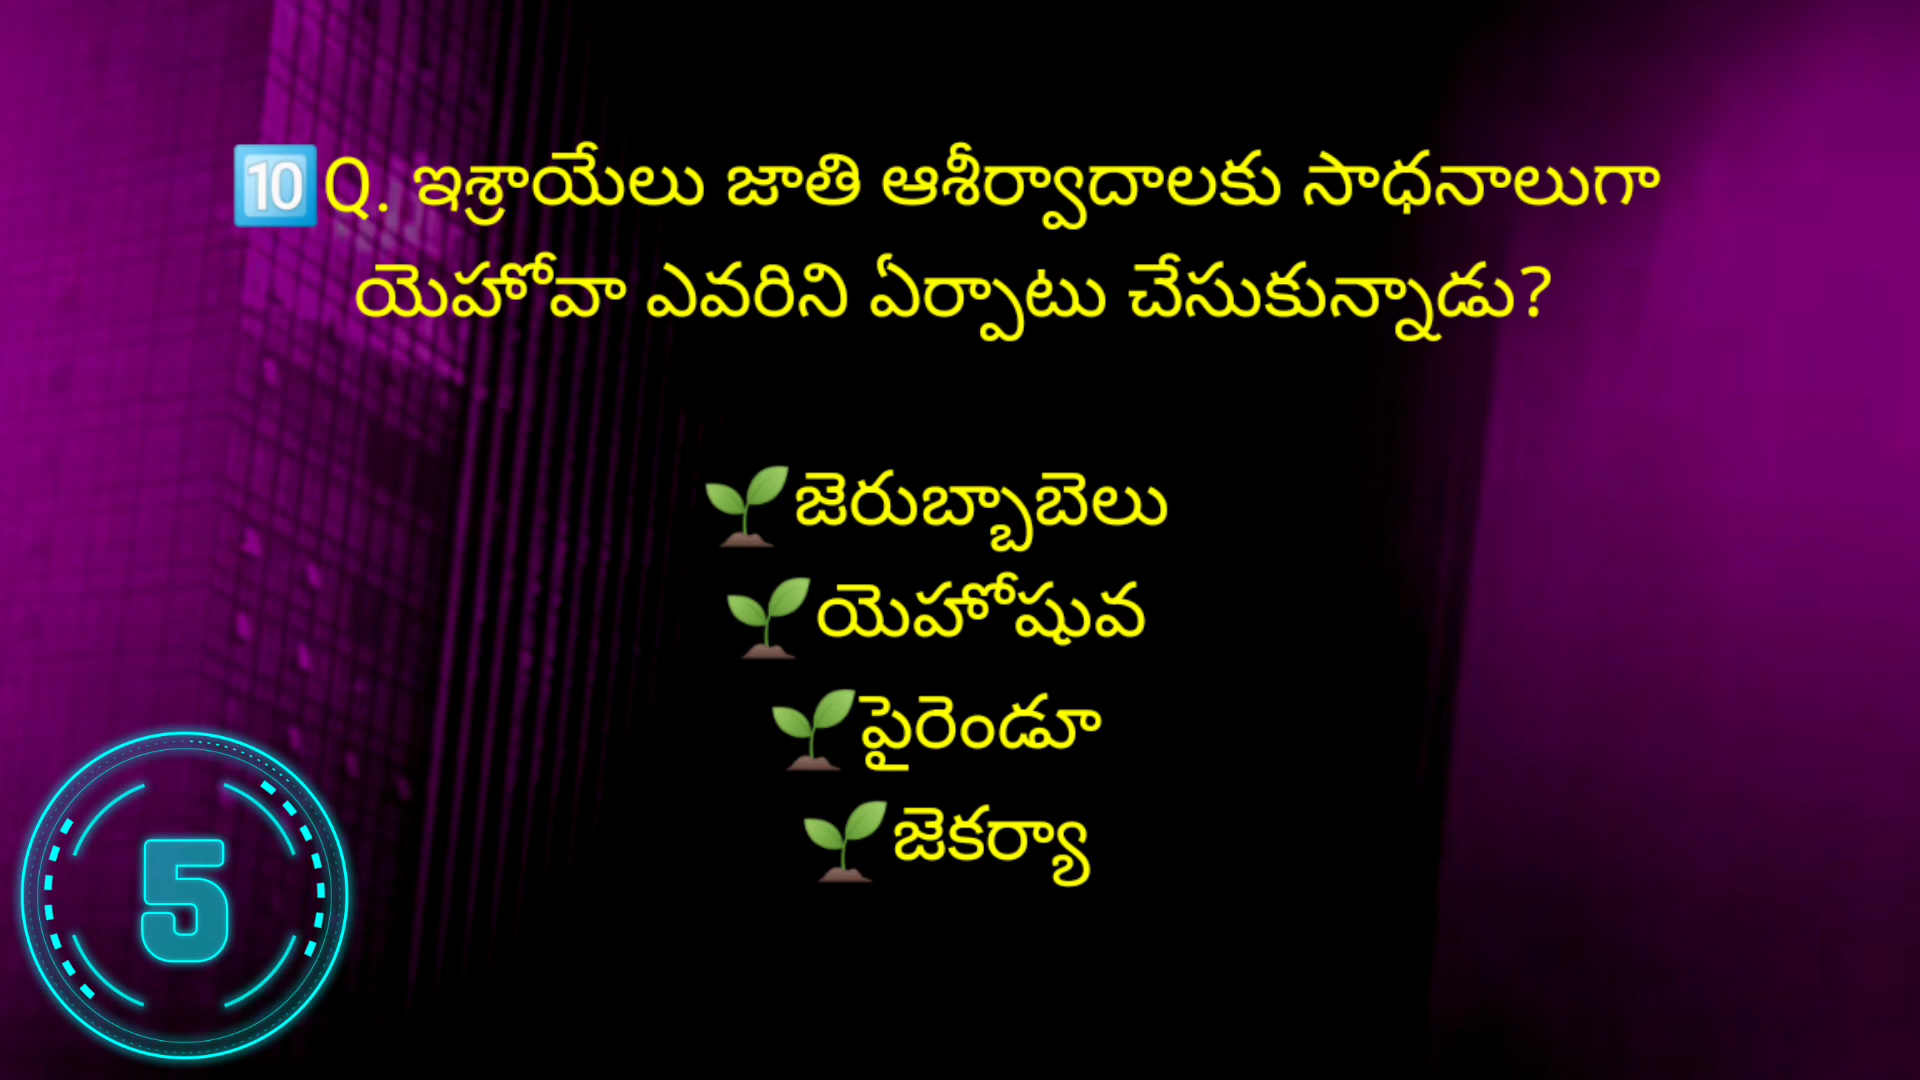 🔟Q. ఇశ్రాయేలు జాతి ఆశీర్వాదాలకు సాధనాలుగా
యెహోవా ఎవరిని ఏర్పాటు చేసుకున్నాడు?
🌱జెరుబ్బాబెలు
🌱యెహోషువ
🌱పైరెండూ
🌱జెకర్యా
5